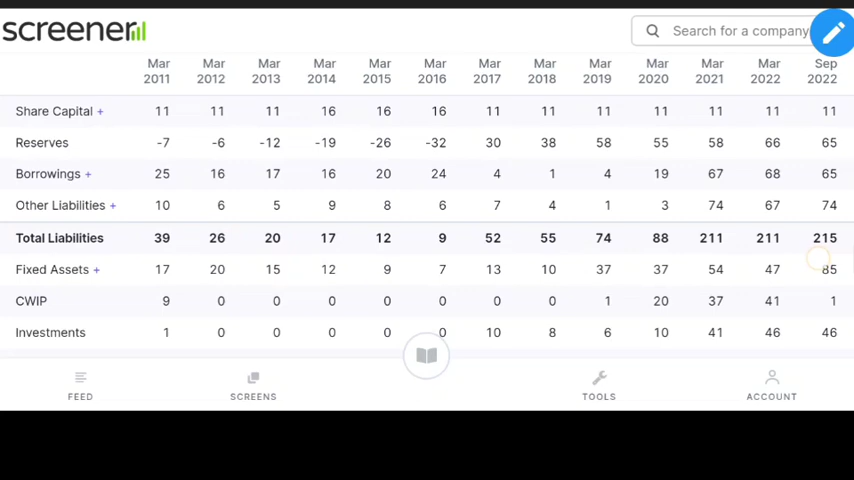 screener
Search for a company
Mar Mar Mar Mar Mar Mar Mar Mar Mar Mar Mar Mar Sep
2011 2012 2013 2014 2015 2016 2017 2018 2019 2020 2021 2022 2022
Share Capital + 11 11 11 16 16 16 11 11 11 11 11 11 11
Reserves -7 -6 -12 -19 -26 -32 30 38 58 55 58 66 65
Borrowings + 25 16 17 16 20 24 4 1 4 19 67 68 65
Other Liabilities + 10 6 5 9 8 6 7 4 1 3 74 67 74
Total Liabilities 39 26 20 17 12 9 52 55 74 88 211 211 215
Fixed Assets + 17 20 15 12 9 7 13 10 37 37 54 47 85
CWIP 9 0 0 0 0 0 0 0 1 20 37 41 1
Investments 1 0 0 0 0 0 10 8 6 10 41 46 46
FEED SCREENS TOOLS ACCOUNT